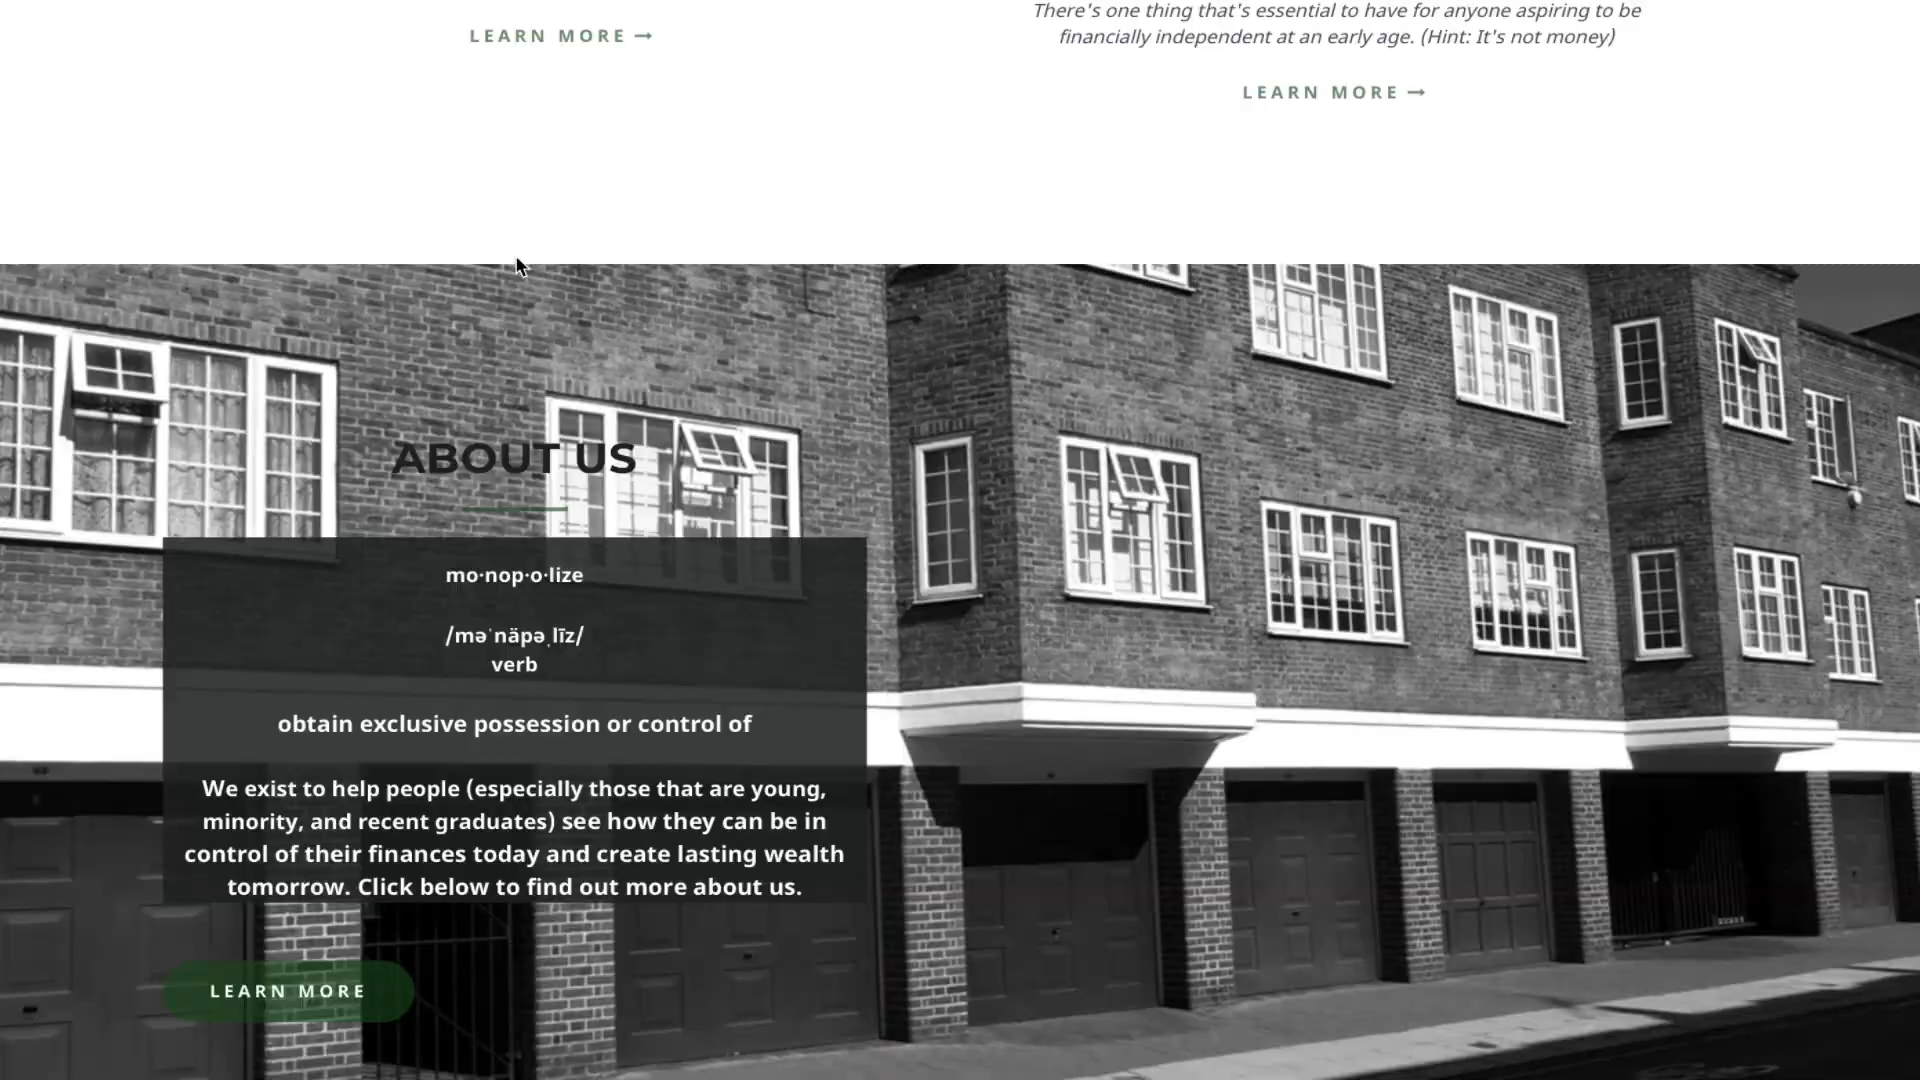 LEARN MORE →
There's one thing that's essential to have for anyone aspiring to be
financially independent at an early age. (Hint: It's not money)
LEARN MORE →
ABOUT US
mo·nop·o·lize
/məˈnäpəˌlīz/
verb
obtain exclusive possession or control of
We exist to help people (especially those that are young,
minority, and recent graduates) see how they can be in
control of their finances today and create lasting wealth
tomorrow. Click below to find out more about us.
LEARN MORE